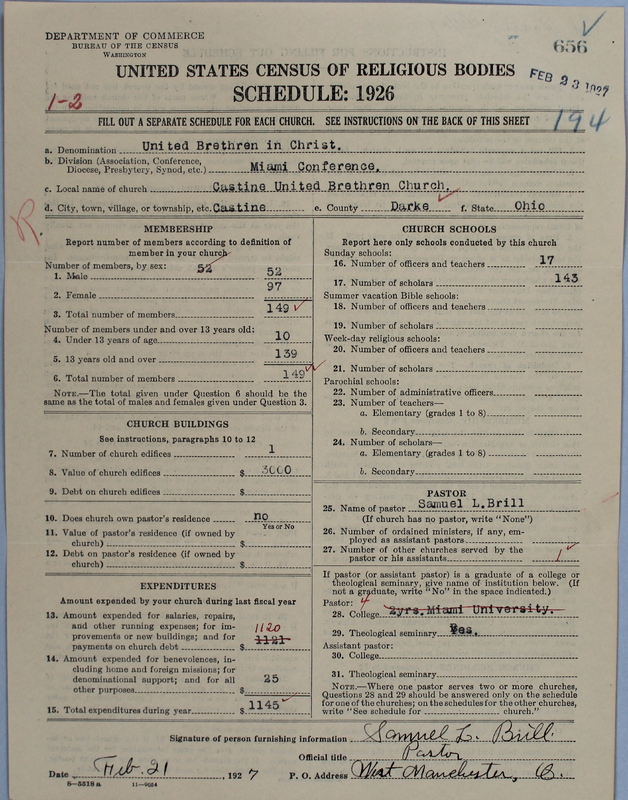 DEPARTMENT OF COMMERCE
BUREAU OF THE CENSUS
WASHINGTON
656
UNITED STATES CENSUS OF RELIGIOUS BODIES
FEB 23 1927
SCHEDULE: 1926
1-2
FILL OUT A SEPARATE SCHEDULE FOR EACH CHURCH. SEE INSTRUCTIONS ON THE BACK OF THIS SHEET
194
a. Denomination United Brethren in Christ.
b. Division (Association, Conference, Diocese, Presbytery, Synod, etc.) Miami Conference.
c. Local name of church Castine United Brethren Church.
d. City, town, village, or township, etc. Castine e. County Darke f. State Ohio
R.
MEMBERSHIP
Report number of members according to definition of
member in your church
Number of members, by sex: 52
1. Male 52
2. Female 97
3. Total number of members 149
Number of members under and over 13 years old:
4. Under 13 years of age 10
5. 13 years old and over 139
6. Total number of members 149
NOTE.—The total given under Question 6 should be
same as the total of males and females given under Question 3.
CHURCH BUILDINGS
See instructions, paragraphs 10 to 12
7. Number of church edifices 1
8. Value of church edifices $ 3000
9. Debt on church edifices $
10. Does church own pastor's residence no
Yes or No
11. Value of pastor's residence (if owned by
church) $
12. Debt on pastor's residence (if owned by
church) $
EXPENDITURES
Amount expended by your church during last fiscal year
13. Amount expended for salaries, repairs,
and other running expenses; for im- 1120
provements or new buildings; and for
payments on church debt $ 1121
14. Amount expended for benevolences, in-
cluding home and foreign missions; for
denominational support; and for all
other purposes $ 25
15. Total expenditures during year $ 1145
CHURCH SCHOOLS
Report here only schools conducted by this church
Sunday schools:
16. Number of officers and teachers 17
17. Number of scholars 143
Summer vacation Bible schools:
18. Number of officers and teachers
19. Number of scholars
Week-day religious schools:
20. Number of officers and teachers
21. Number of scholars
Parochial schools:
22. Number of administrative officers
23. Number of teachers—
a. Elementary (grades 1 to 8)
b. Secondary
24. Number of scholars—
a. Elementary (grades 1 to 8)
b. Secondary
PASTOR
25. Name of pastor Samuel L.Brill
(If church has no pastor, write "None")
26. Number of ordained ministers, if any, em-
ployed as assistant pastors
27. Number of other churches served by the
pastor or his assistants 1
If pastor (or assistant pastor) is a graduate of a college or
theological seminary, give name of institution below. (If
not a graduate, write "No" in the space indicated.)
Pastor: 4
28. College 2yrs.Miami University.
29. Theological seminary Yes.
Assistant pastor:
30. College
31. Theological seminary
NOTE.—Where one pastor serves two or more churches,
Questions 28 and 29 should be answered only on the schedule
for one of the churches; on the schedules for the other churches,
write "See schedule for church."
Signature of person furnishing information Samuel L. Brill.
Official title Pastor
Date Feb. 21 1927 P. O. Address West Manchester, O.
8—5518 a 11—9634